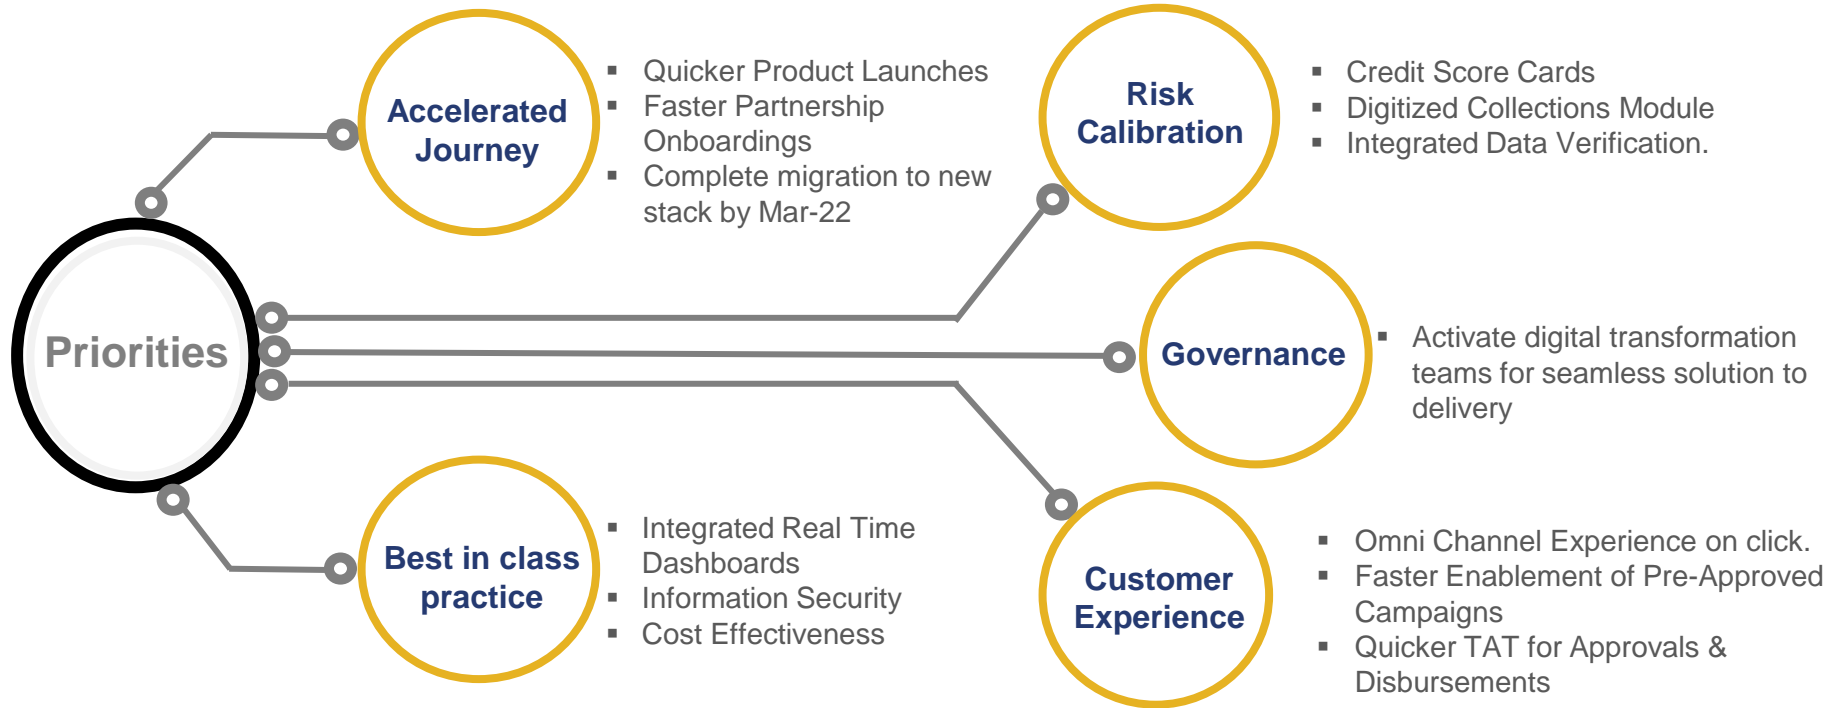 Priorities
Accelerated
Journey
▪ Quicker Product Launches
▪ Faster Partnership
Onboardings
▪ Complete migration to new
stack by Mar-22
Risk
Calibration
▪ Credit Score Cards
▪ Digitized Collections Module
▪ Integrated Data Verification.
Governance
▪ Activate digital transformation
teams for seamless solution to
delivery
Best in class
practice
▪ Integrated Real Time
Dashboards
▪ Information Security
▪ Cost Effectiveness
Customer
Experience
▪ Omni Channel Experience on click.
▪ Faster Enablement of Pre-Approved
Campaigns
▪ Quicker TAT for Approvals &
Disbursements